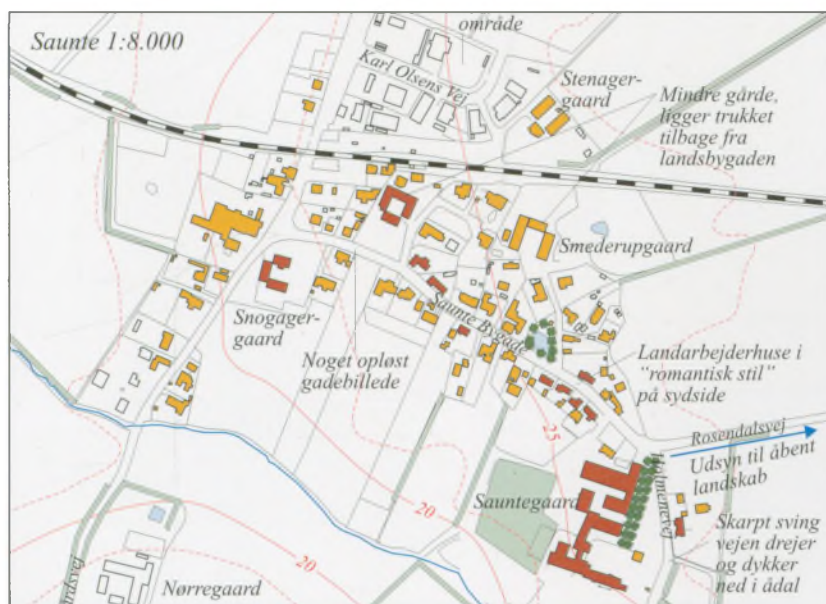 Saunte 1:8.000
område
Karl Olsens Vej
Stenager-
gaard
Mindre gårde,
ligger trukket
tilbage fra
landsbygaden
Smederupgaard
Snogager-
gaard
Saunte Bygade
Noget opløst
gadebillede
Landarbejderhuse i
"romantisk stil"
på sydside
25
Rosendalsvej
Udsyn til åbent
landskab
Holmenevej
Sauntegaard
20
20
Skarpt sving
vejen drejer
og dykker
ned i ådal
Nørregaard